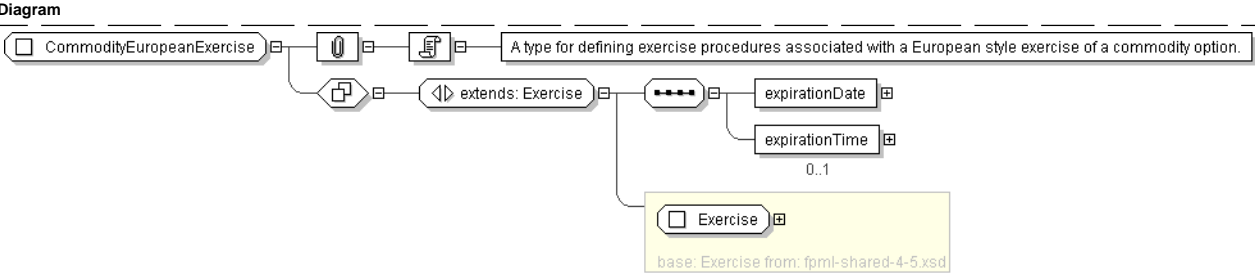 Diagram
CommodityEuropeanExercise
A type for defining exercise procedures associated with a European style exercise of a commodity option.
extends: Exercise
expirationDate
expirationTime
0..1
Exercise
base: Exercise from: fpml-shared-4-5.xsd